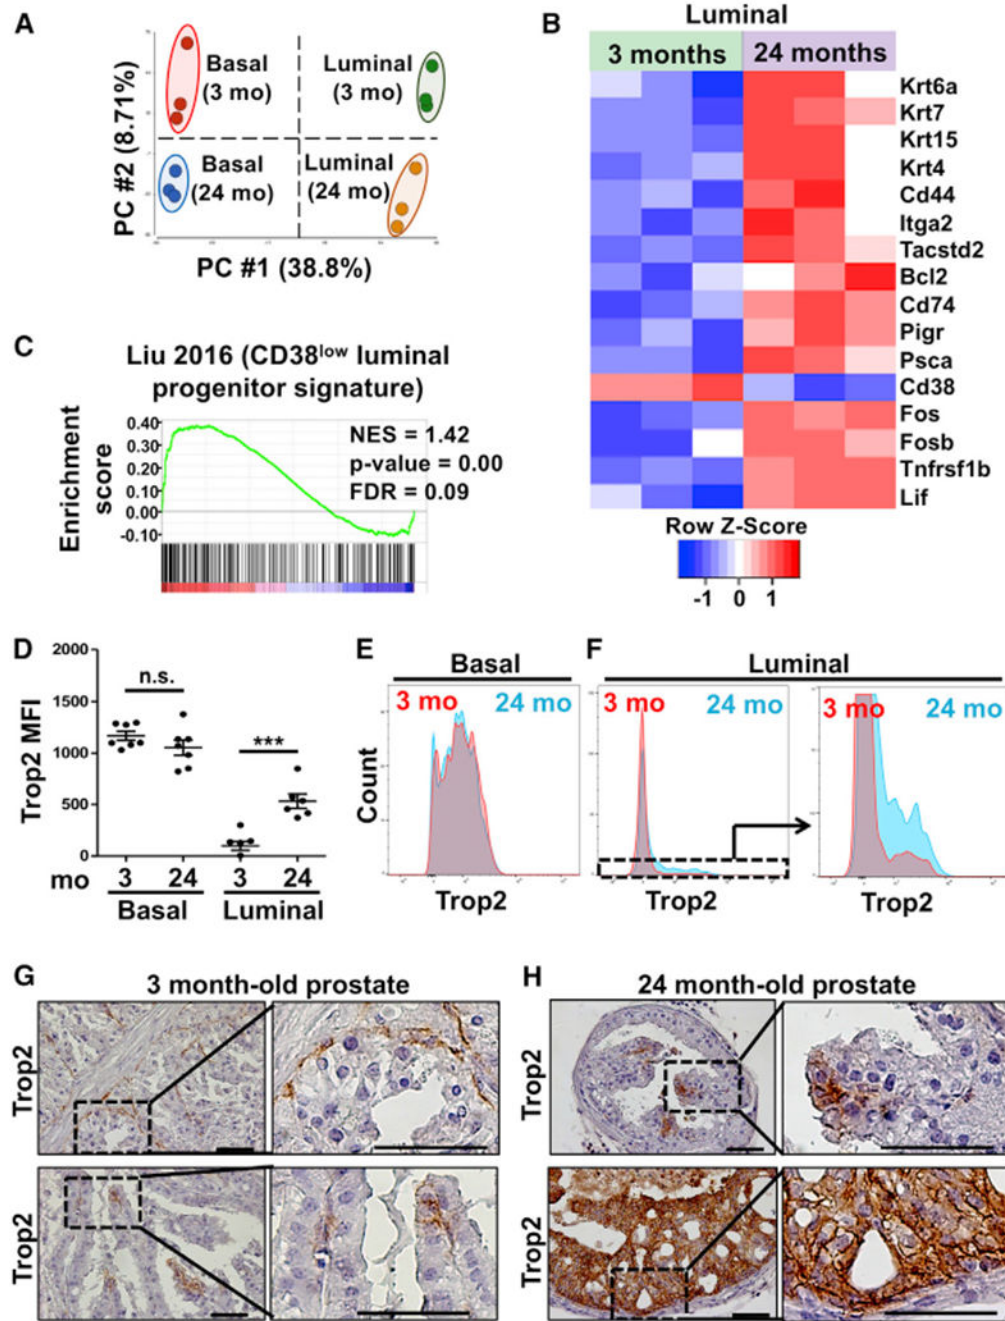 A
Basal
(3 mo)
Luminal
(3 mo)
Basal
(24 mo)
Luminal
(24 mo)
PC #2 (8.71%)
PC #1 (38.8%)
B
Luminal
3 months 24 months
Krt6a
Krt7
Krt15
Krt4
Cd44
Itga2
Tacstd2
Bcl2
Cd74
Pigr
Psca
Cd38
Fos
Fosb
Tnfrsf1b
Lif
Row Z-Score
-1 0 1
C
Liu 2016 (CD38low luminal
progenitor signature)
Enrichment
score
0.40
0.30
0.20
0.10
0.00
-0.10
NES = 1.42
p-value = 0.00
FDR = 0.09
D
Trop2 MFI
2000
1500
1000
500
0
n.s.
***
mo 3 24 3 24
Basal Luminal
E
Basal
3 mo 24 mo
Count
Trop2
F
Luminal
3 mo 24 mo
Trop2
3 mo 24 mo
Trop2
G
3 month-old prostate
Trop2
Trop2
H
24 month-old prostate
Trop2
Trop2